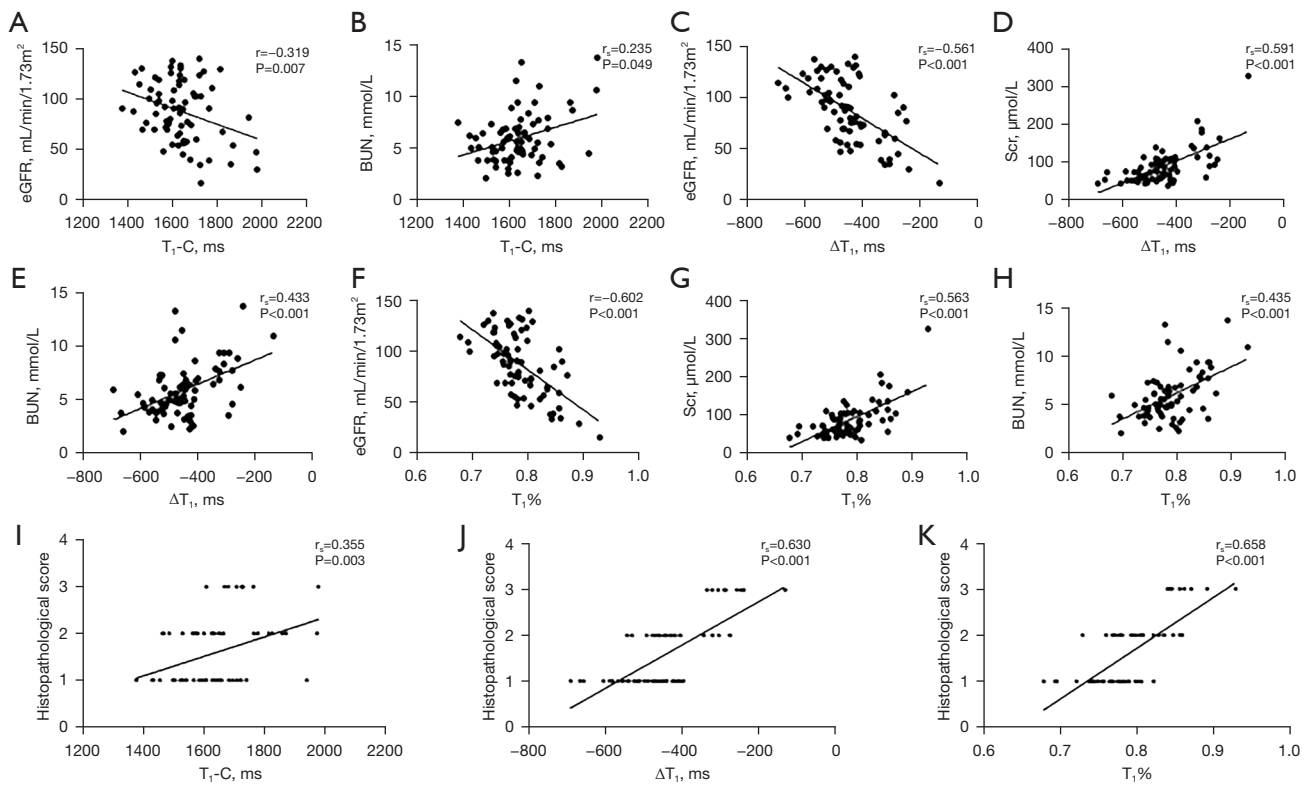 A
eGFR, mL/min/1.73m²
150
100
50
0
1200 1400 1600 1800 2000 2200
T₁-C, ms
r=−0.319
P=0.007
B
BUN, mmol/L
15
10
5
0
1200 1400 1600 1800 2000 2200
T₁-C, ms
rₛ=0.235
P=0.049
C
eGFR, mL/min/1.73m²
150
100
50
0
−800 −600 −400 −200 0
ΔT₁, ms
rₛ=−0.561
P<0.001
D
Scr, μmol/L
400
300
200
100
0
−800 −600 −400 −200 0
ΔT₁, ms
rₛ=0.591
P<0.001
E
BUN, mmol/L
15
10
5
0
−800 −600 −400 −200 0
ΔT₁, ms
rₛ=0.433
P<0.001
F
eGFR, mL/min/1.73m²
150
100
50
0
0.6 0.7 0.8 0.9 1.0
T₁%
r=−0.602
P<0.001
G
Scr, μmol/L
400
300
200
100
0
0.6 0.7 0.8 0.9 1.0
T₁%
rₛ=0.563
P<0.001
H
BUN, mmol/L
15
10
5
0
0.6 0.7 0.8 0.9 1.0
T₁%
rₛ=0.435
P<0.001
I
Histopathological score
4
3
2
1
0
1200 1400 1600 1800 2000 2200
T₁-C, ms
rₛ=0.355
P=0.003
J
Histopathological score
4
3
2
1
0
−800 −600 −400 −200 0
ΔT₁, ms
rₛ=0.630
P<0.001
K
Histopathological score
4
3
2
1
0
0.6 0.7 0.8 0.9 1.0
T₁%
rₛ=0.658
P<0.001